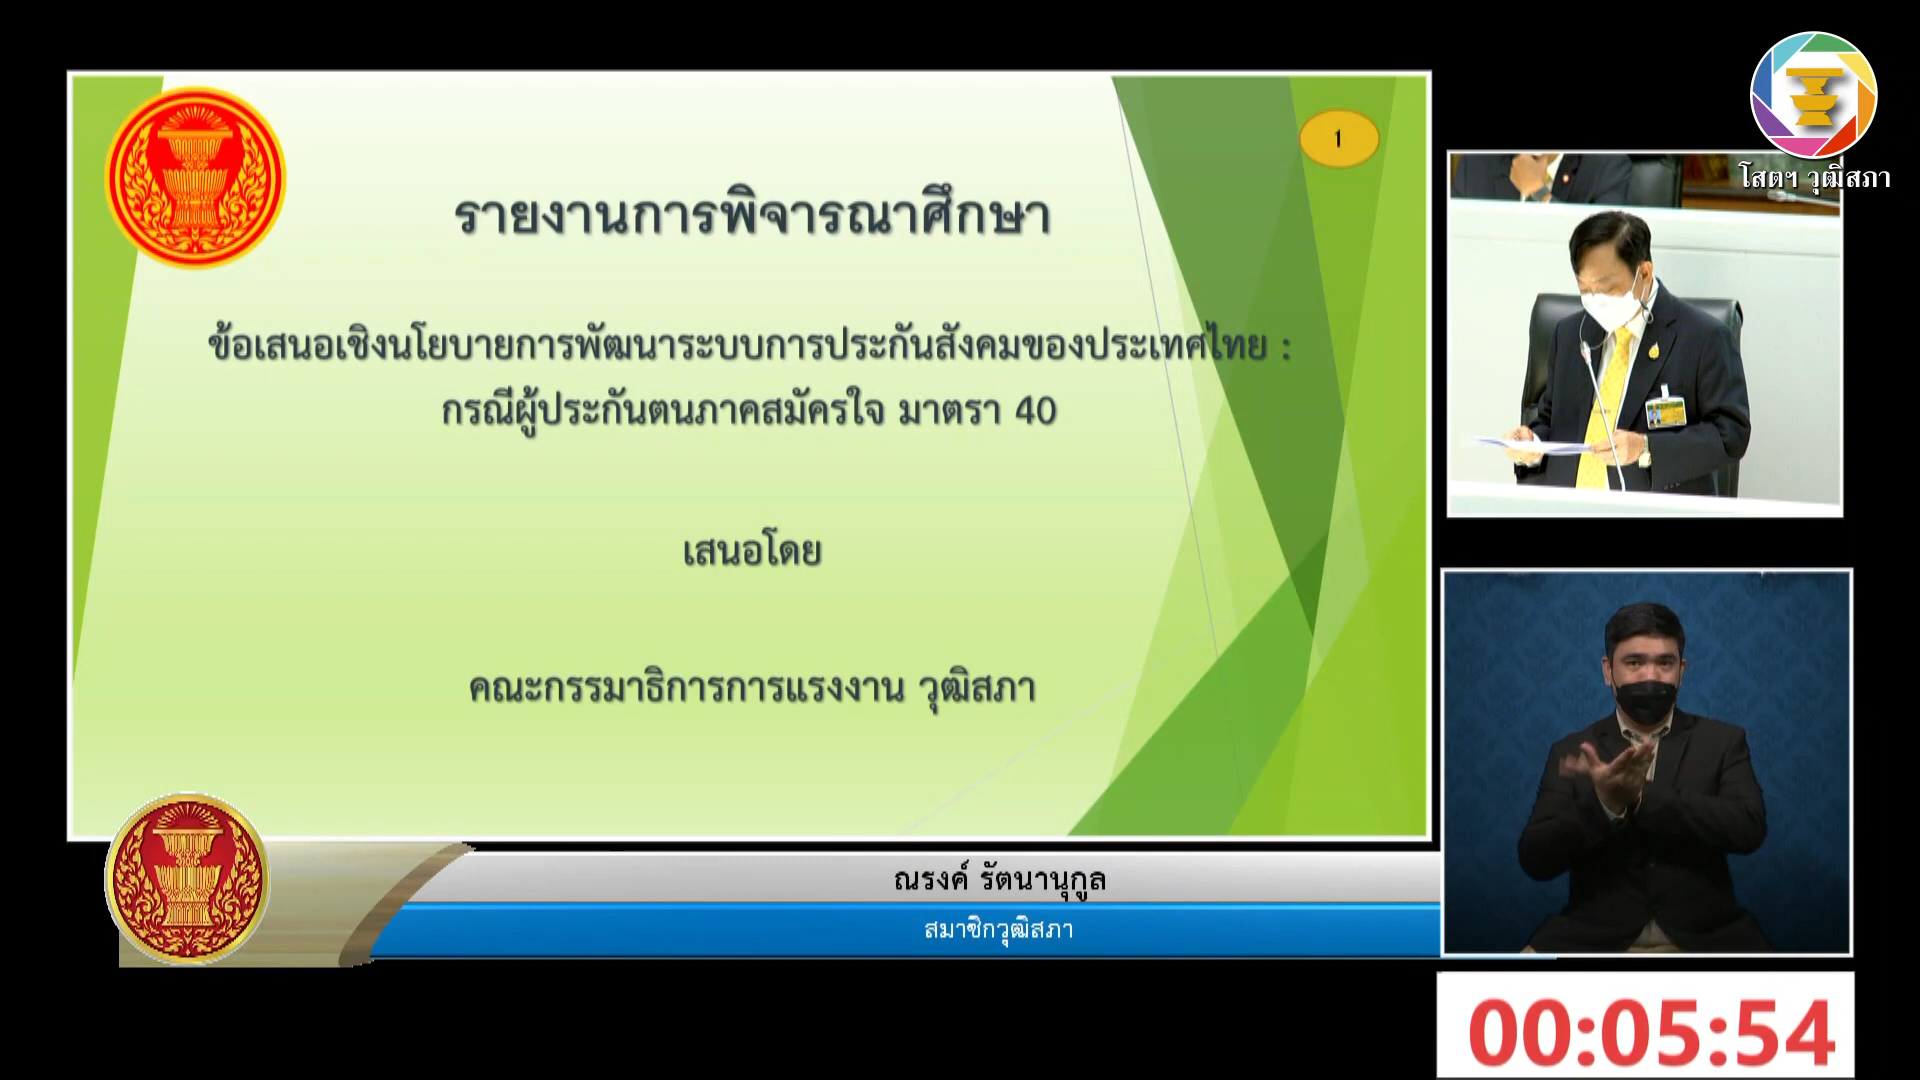 1
รายงานการพิจารณาศึกษา
ข้อเสนอเชิงนโยบายการพัฒนาระบบการประกันสังคมของประเทศไทย :
กรณีผู้ประกันตนภาคสมัครใจ มาตรา 40
เสนอโดย
คณะกรรมาธิการการแรงงาน วุฒิสภา
โสตฯ วุฒิสภา
ณรงค์ รัตนานุกูล
สมาชิกวุฒิสภา
00:05:54